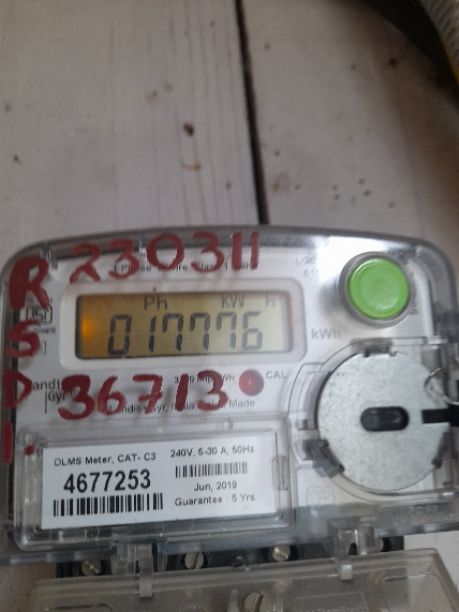 R 230311
S
D
1.
36713
Ph kW h
017776
kWh
CAL
DLMS Meter, CAT- C3
240V, 5-30 A, 50Hz
4677253
Jun, 2019
Guarantee : 5 Yrs.